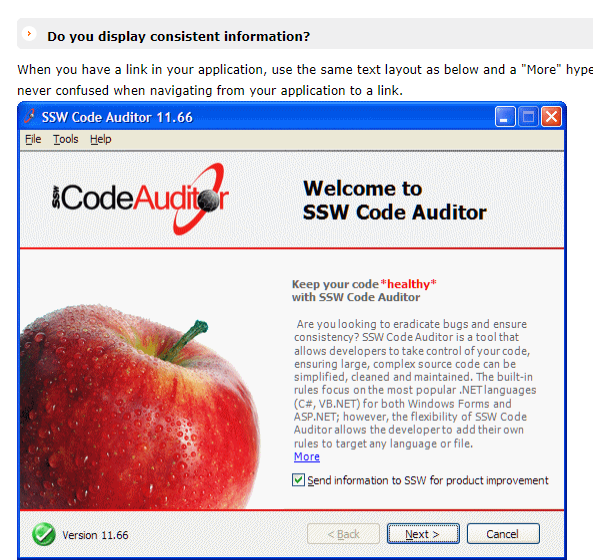 Do you display consistent information?
When you have a link in your application, use the same text layout as below and a "More" hype
never confused when navigating from your application to a link.
SSW Code Auditor 11.66
File Tools Help
SSW CodeAuditor
Welcome to
SSW Code Auditor
Keep your code *healthy*
with SSW Code Auditor
Are you looking to eradicate bugs and ensure
consistency? SSW Code Auditor is a tool that
allows developers to take control of your code,
ensuring large, complex source code can be
simplified, cleaned and maintained. The built-in
rules focus on the most popular .NET languages
(C#, VB.NET) for both Windows Forms and
ASP.NET; however, the flexibility of SSW Code
Auditor allows the developer to add their own
rules to target any language or file.
More
Send information to SSW for product improvement
Version 11.66
< Back Next > Cancel